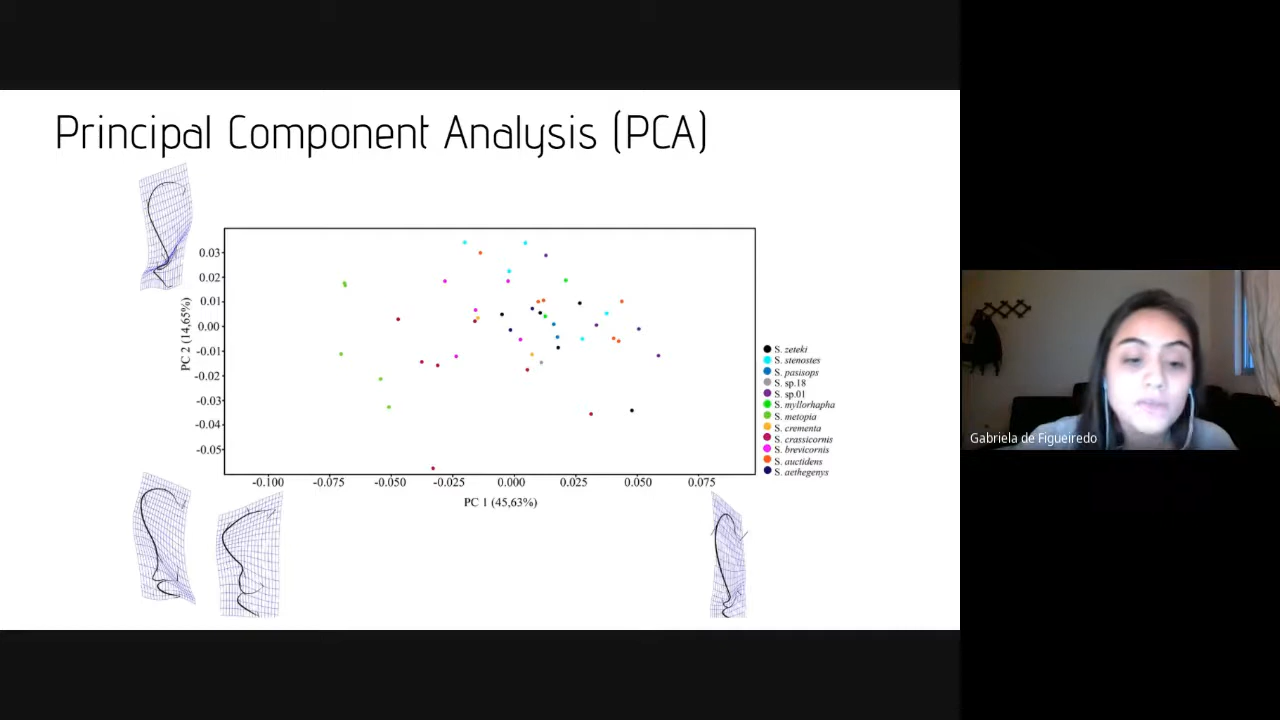 Principal Component Analysis (PCA)
0.03
0.02
0.01
0.00
-0.01
-0.02
-0.03
-0.04
-0.05
PC 2 (14,65%)
-0.100 -0.075 -0.050 -0.025 0.000 0.025 0.050 0.075
PC 1 (45,63%)
S. zeteki
S. stenostes
S. pasisops
S. sp.18
S. sp.01
S. myllorhapha
S. metopia
S. crementa
S. crassicornis
S. brevicornis
S. auctidens
S. aethegenys
Gabriela de Figueiredo